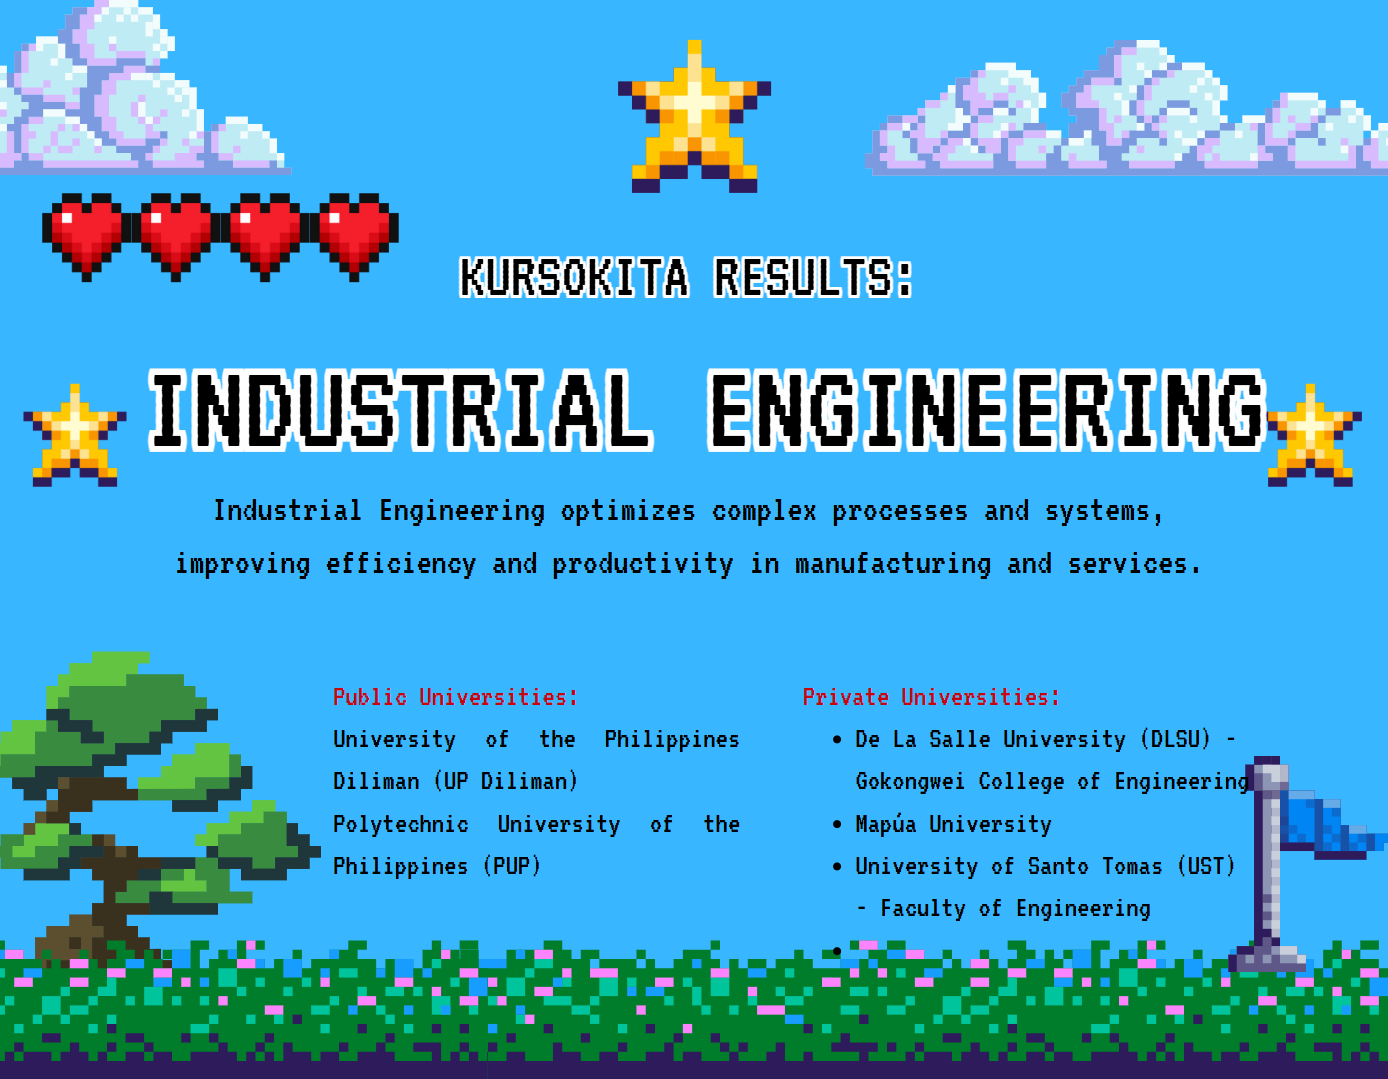 KURSOKITA RESULTS:
INDUSTRIAL ENGINEERING
Industrial Engineering optimizes complex processes and systems,
improving efficiency and productivity in manufacturing and services.
Public Universities:
University of the Philippines
Diliman (UP Diliman)
Polytechnic University of the
Philippines (PUP)
Private Universities:
• De La Salle University (DLSU) -
Gokongwei College of Engineering
• Mapúa University
• University of Santo Tomas (UST)
- Faculty of Engineering
•